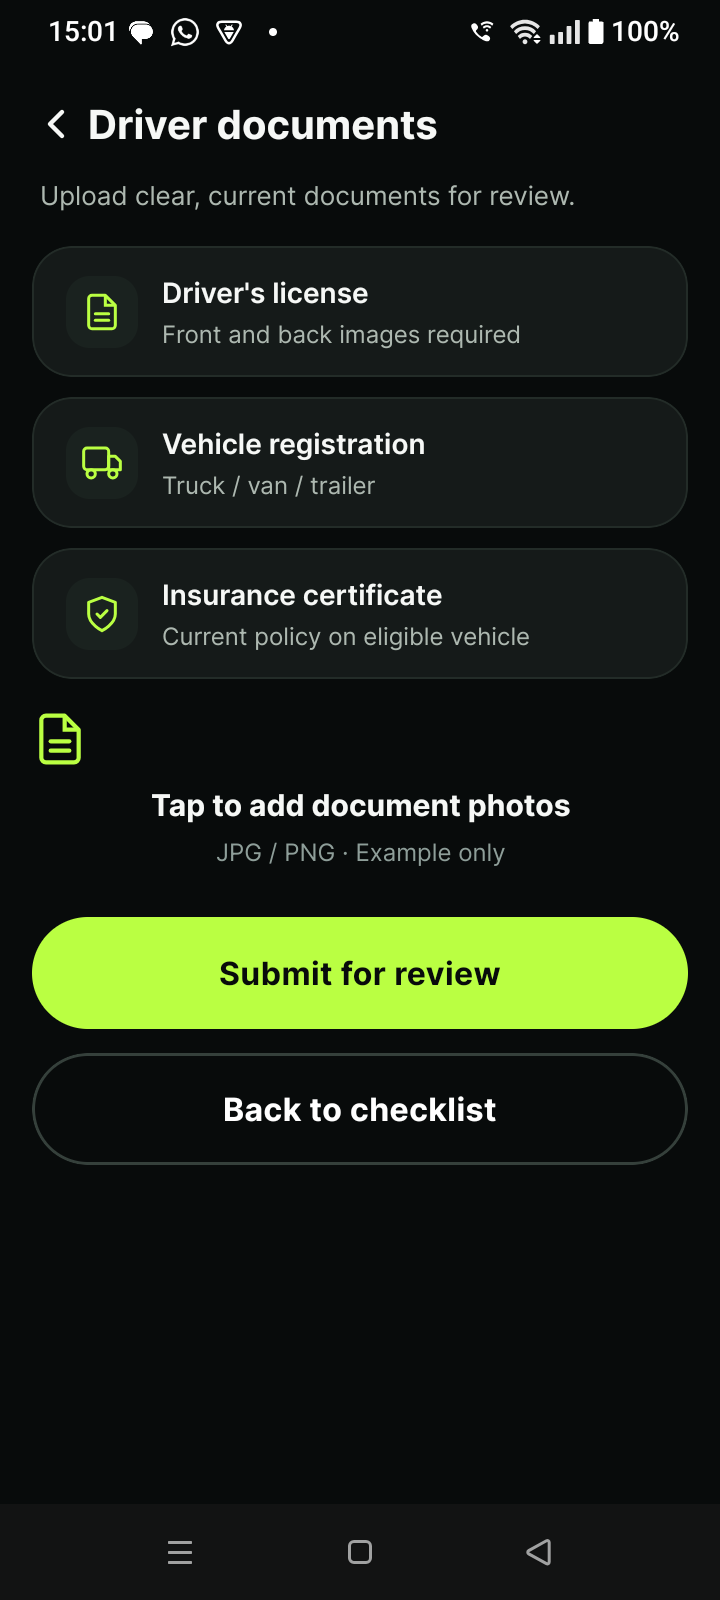 15:01
100%
Driver documents
Upload clear, current documents for review.
Driver's license
Front and back images required
Vehicle registration
Truck / van / trailer
Insurance certificate
Current policy on eligible vehicle
Tap to add document photos
JPG / PNG · Example only
Submit for review
Back to checklist